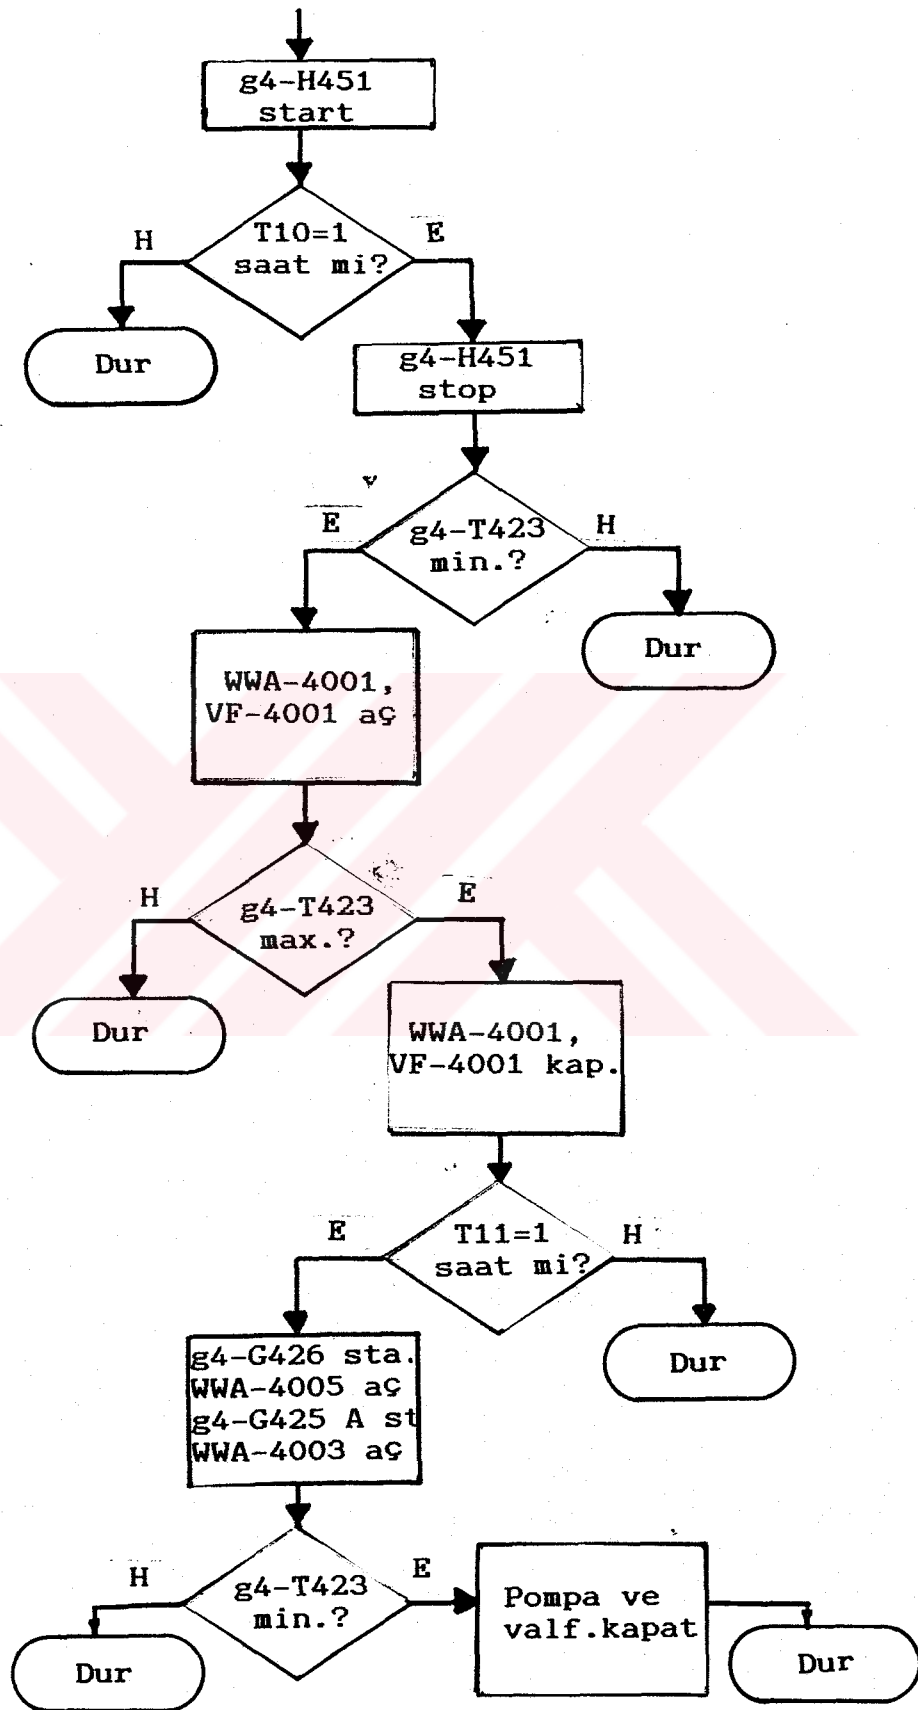 g4-H451
start
H
T10=1
saat mi?
E
Dur
g4-H451
stop
E
g4-T423
min.?
H
WWA-4001,
VF-4001 aç
Dur
H
g4-T423
max.?
E
Dur
WWA-4001,
VF-4001 kap.
E
T11=1
saat mi?
H
g4-G426 sta.
WWA-4005 aç
g4-G425 A st
WWA-4003 aç
Dur
H
g4-T423
min.?
E
Pompa ve
valf.kapat
Dur
Dur